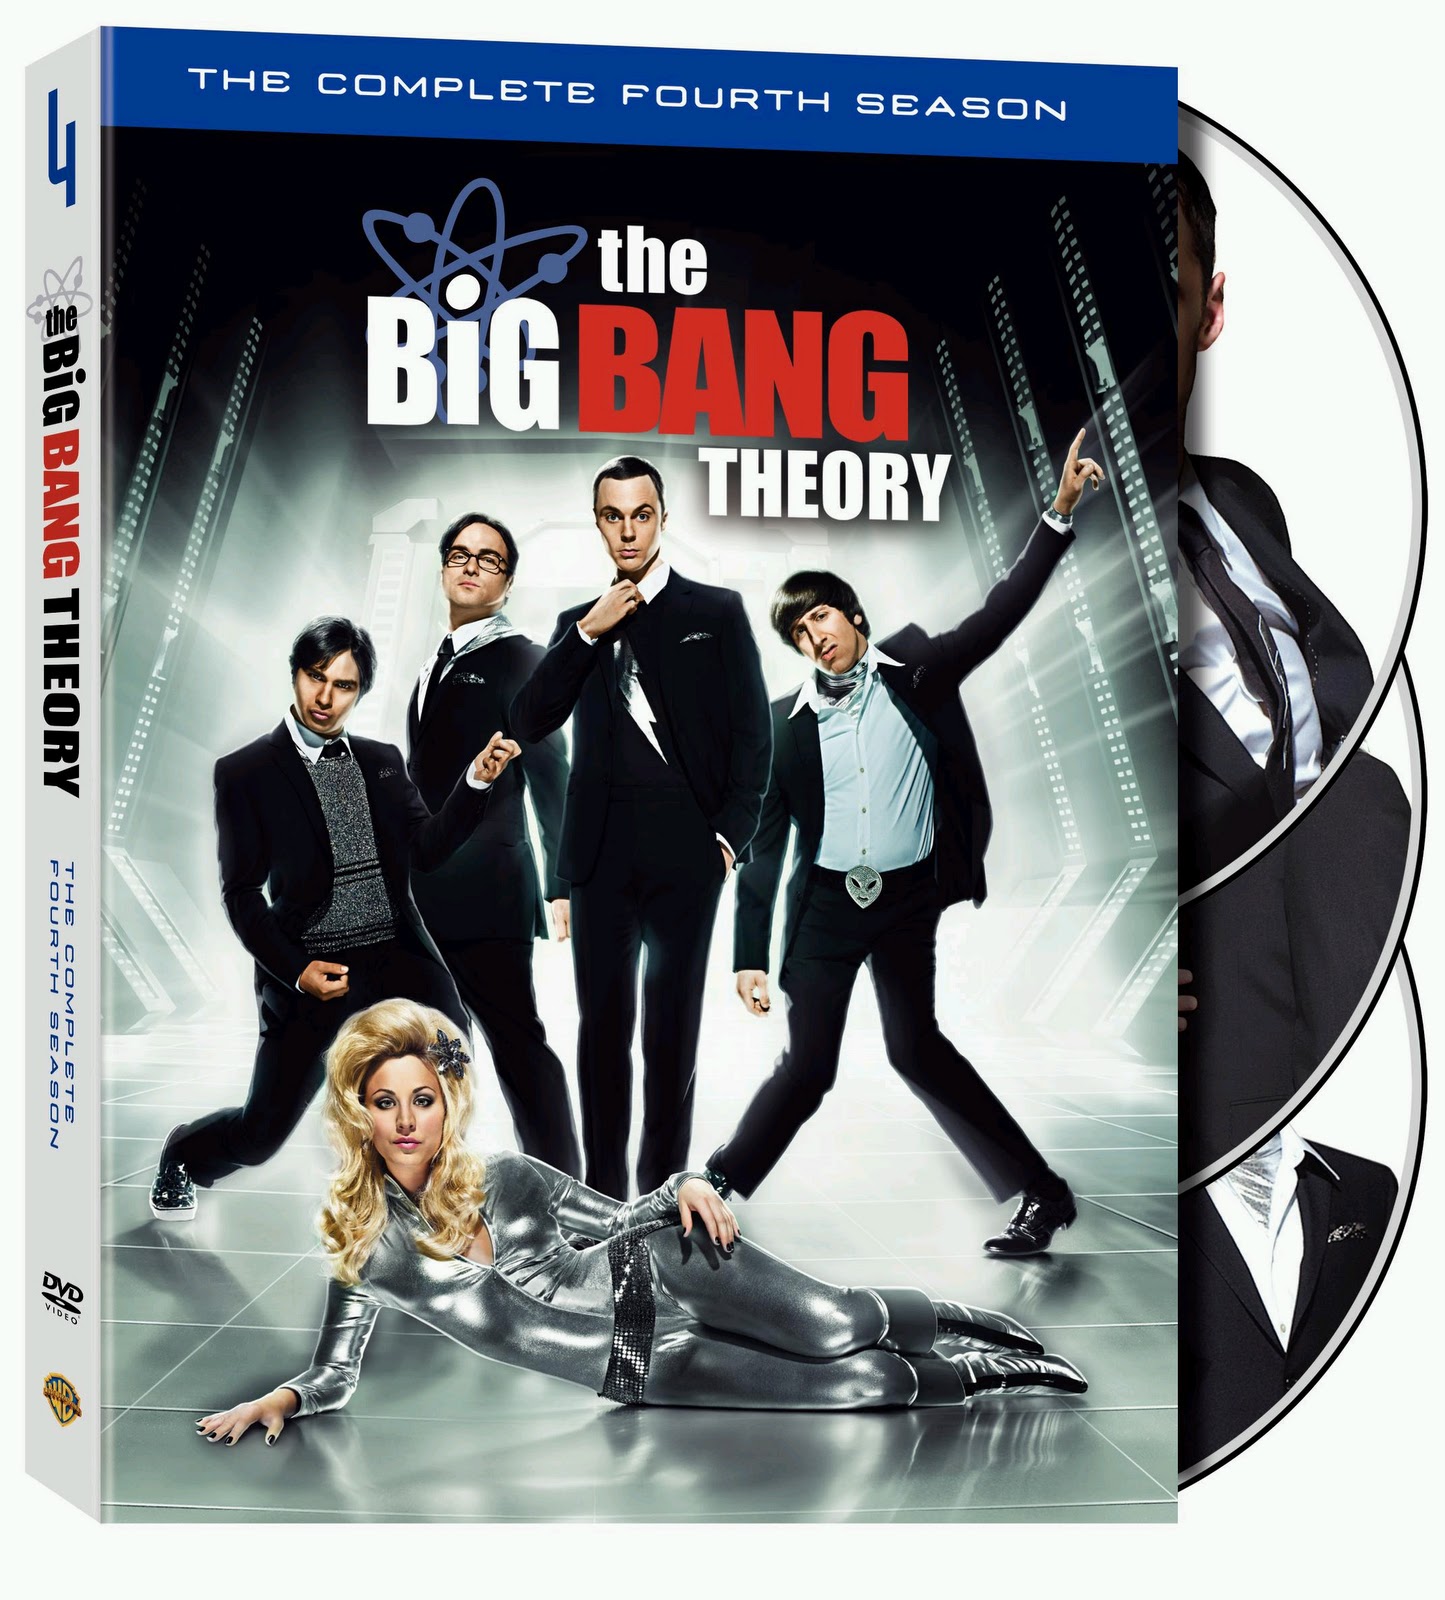 THE COMPLETE FOURTH SEASON
the
BiG BANG
THEORY
4
the BiG BANG THEORY
THE COMPLETE
FOURTH SEASON
DVD
VIDEO
WB